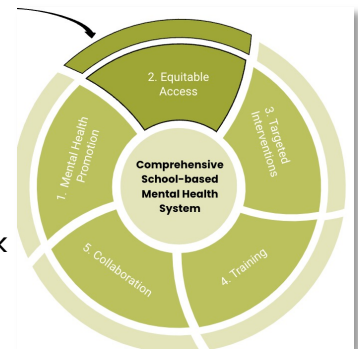 2. Equitable
Access
3. Targeted
Interventions
1. Mental Health
Promotion
Comprehensive
School-based
Mental Health
System
5. Collaboration
4. Training